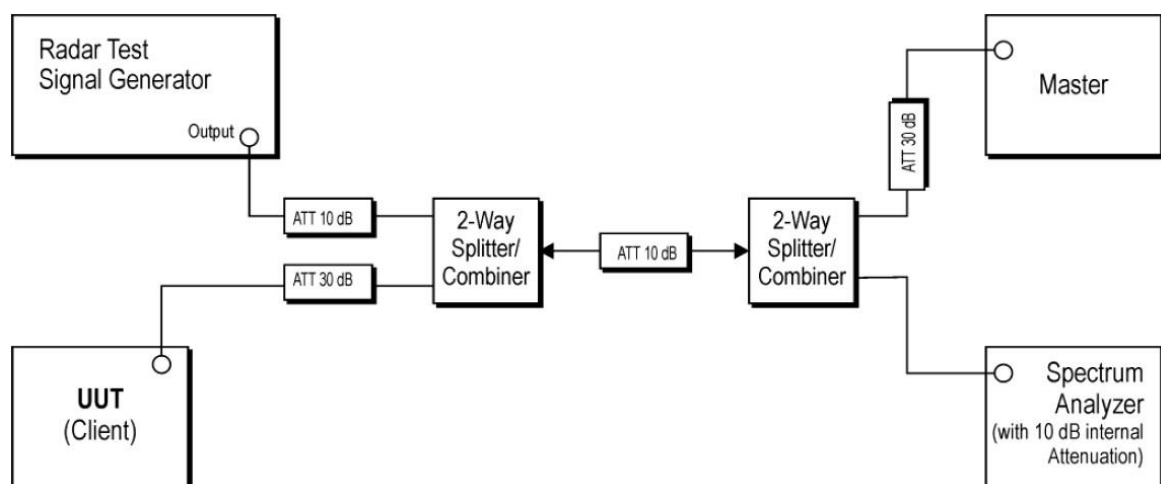 Radar Test
Signal Generator
Output
ATT 10 dB
ATT 30 dB
UUT
(Client)
2-Way
Splitter/
Combiner
ATT 10 dB
2-Way
Splitter/
Combiner
ATT 30 dB
Master
Spectrum
Analyzer
(with 10 dB internal
Attenuation)